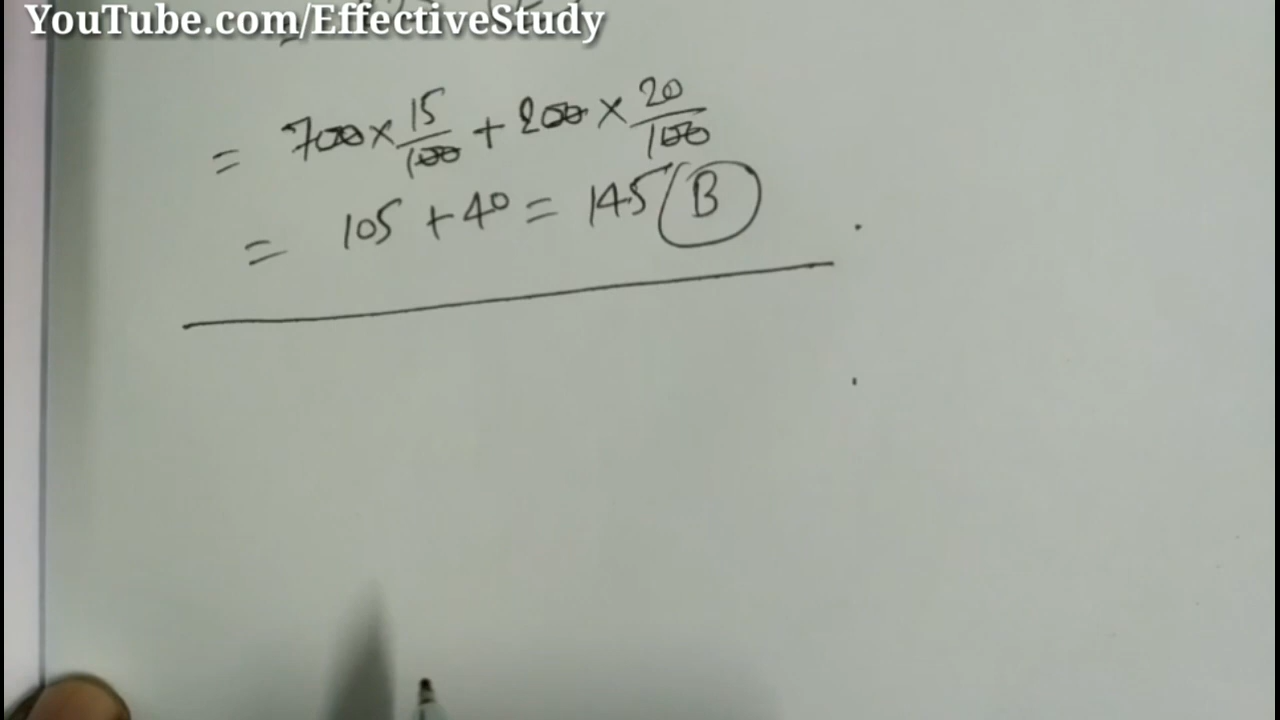 YouTube.com/EffectiveStudy
= 700 × 15/100 + 200 × 20/100
= 105 + 40 = 145 B